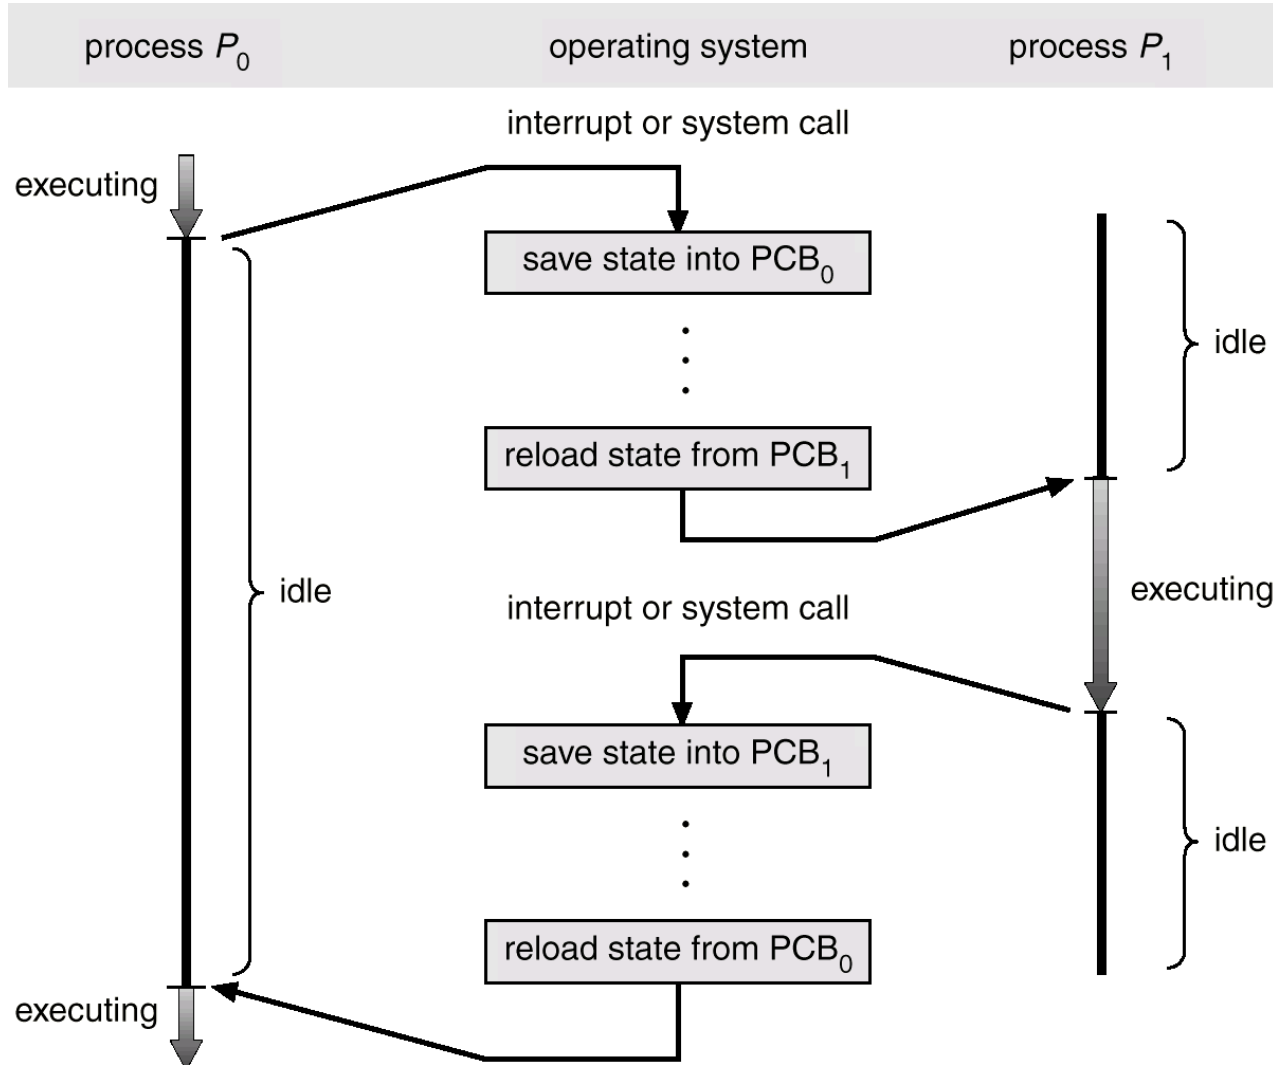 process P₀
operating system
process P₁
interrupt or system call
executing
save state into PCB₀
idle
reload state from PCB₁
idle
executing
interrupt or system call
save state into PCB₁
idle
reload state from PCB₀
executing